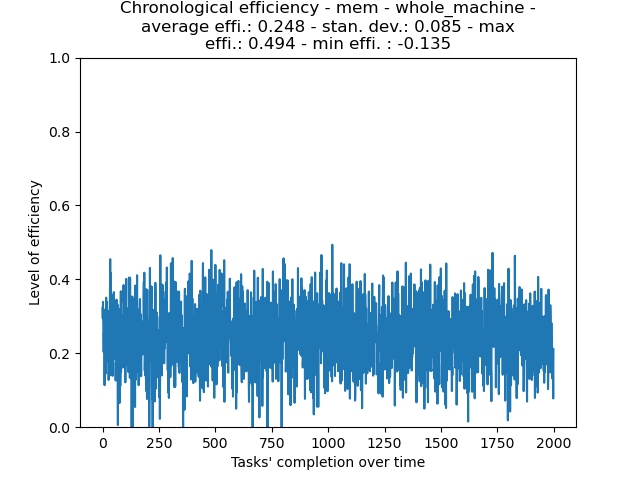 Chronological efficiency - mem - whole_machine -
average effi.: 0.248 - stan. dev.: 0.085 - max
effi.: 0.494 - min effi. : -0.135
1.0
0.8
0.6
0.4
0.2
0.0
Level of efficiency
0 250 500 750 1000 1250 1500 1750 2000
Tasks' completion over time